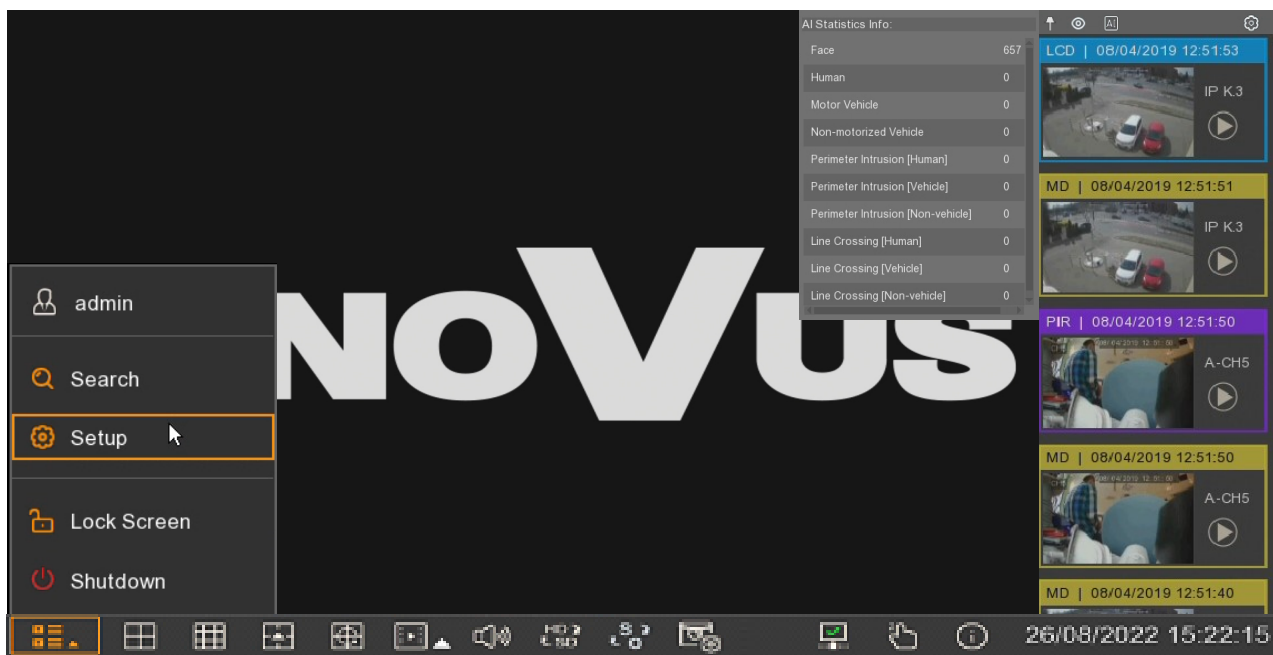 AI Statistics Info:
Face 657
Human 0
Motor Vehicle 0
Non-motorized Vehicle 0
Perimeter Intrusion [Human] 0
Perimeter Intrusion [Vehicle] 0
Perimeter Intrusion [Non-vehicle] 0
Line Crossing [Human] 0
Line Crossing [Vehicle] 0
Line Crossing [Non-vehicle] 0
AI
LCD | 08/04/2019 12:51:53
IP K.3
MD | 08/04/2019 12:51:51
IP K.3
PIR | 08/04/2019 12:51:50
A.-CH5
MD | 08/04/2019 12:51:50
A.-CH5
MD | 08/04/2019 12:51:40
NOVUS
admin
Search
Setup
Lock Screen
Shutdown
26/08/2022 15:22:15